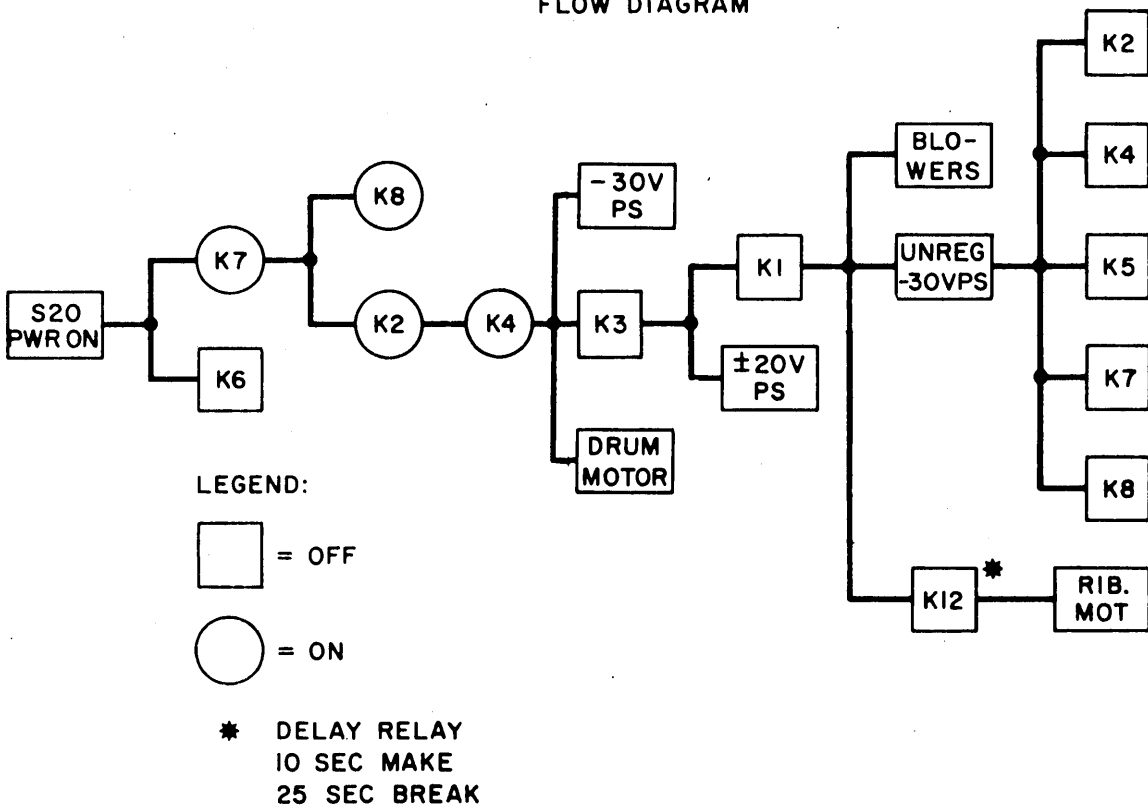 FLOW DIAGRAM
S20
PWR ON
K7
K6
K8
K2
K4
-30V
PS
K3
DRUM
MOTOR
K1
±20V
PS
BLO-
WERS
UNREG
-30VPS
K12
*
RIB.
MOT
K2
K4
K5
K7
K8
LEGEND:
= OFF
= ON
* DELAY RELAY
10 SEC MAKE
25 SEC BREAK